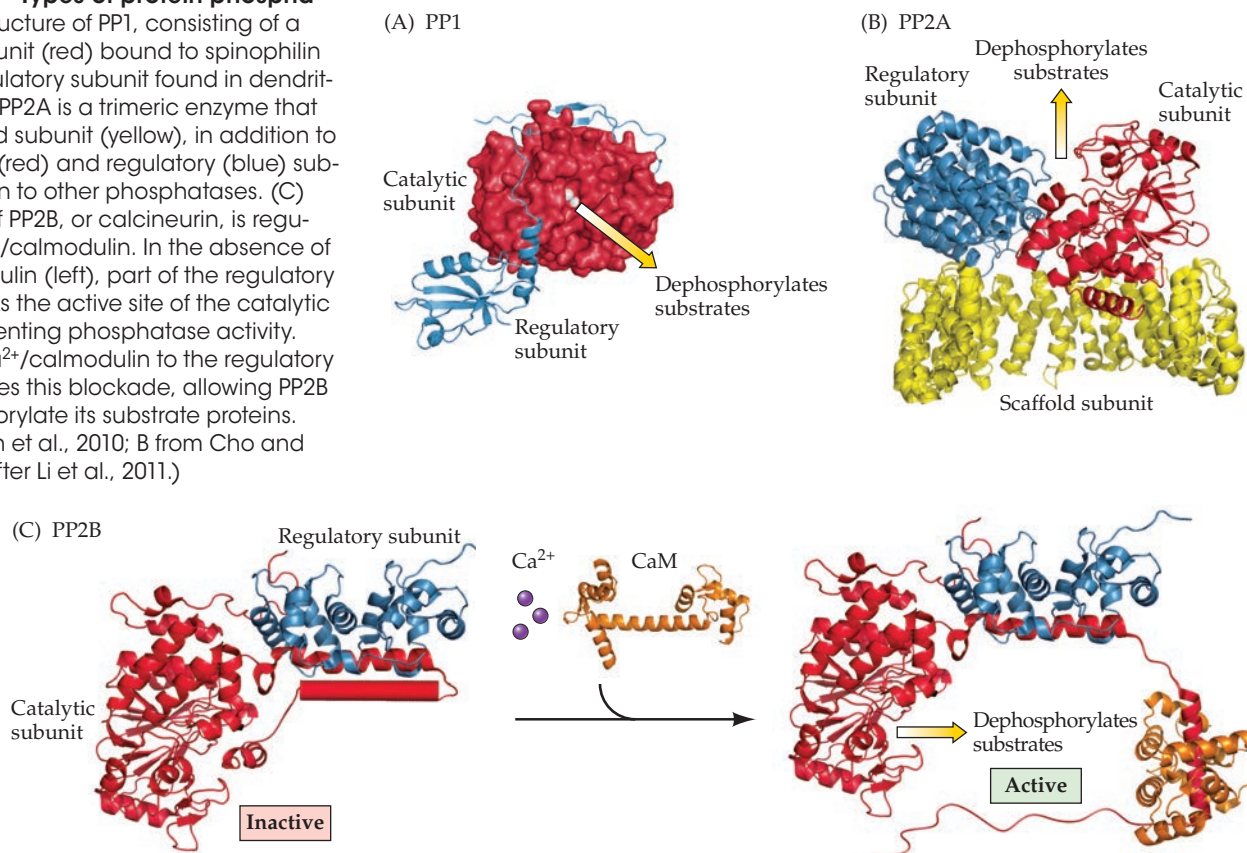 Types of protein phospha
ucture of PP1, consisting of a
unit (red) bound to spinophilin
ulatory subunit found in dendrit-
PP2A is a trimeric enzyme that
d subunit (yellow), in addition to
(red) and regulatory (blue) sub-
n to other phosphatases. (C)
f PP2B, or calcineurin, is regu-
/calmodulin. In the absence of
ulin (left), part of the regulatory
s the active site of the catalytic
enting phosphatase activity.
a²⁺/calmodulin to the regulatory
es this blockade, allowing PP2B
orylate its substrate proteins.
n et al., 2010; B from Cho and
fter Li et al., 2011.)
(A) PP1
Catalytic
subunit
Regulatory
subunit
Dephosphorylates
substrates
(B) PP2A
Regulatory
subunit
Dephosphorylates
substrates
Catalytic
subunit
Scaffold subunit
(C) PP2B
Regulatory subunit
Catalytic
subunit
Inactive
Ca²⁺
CaM
Dephosphorylates
substrates
Active